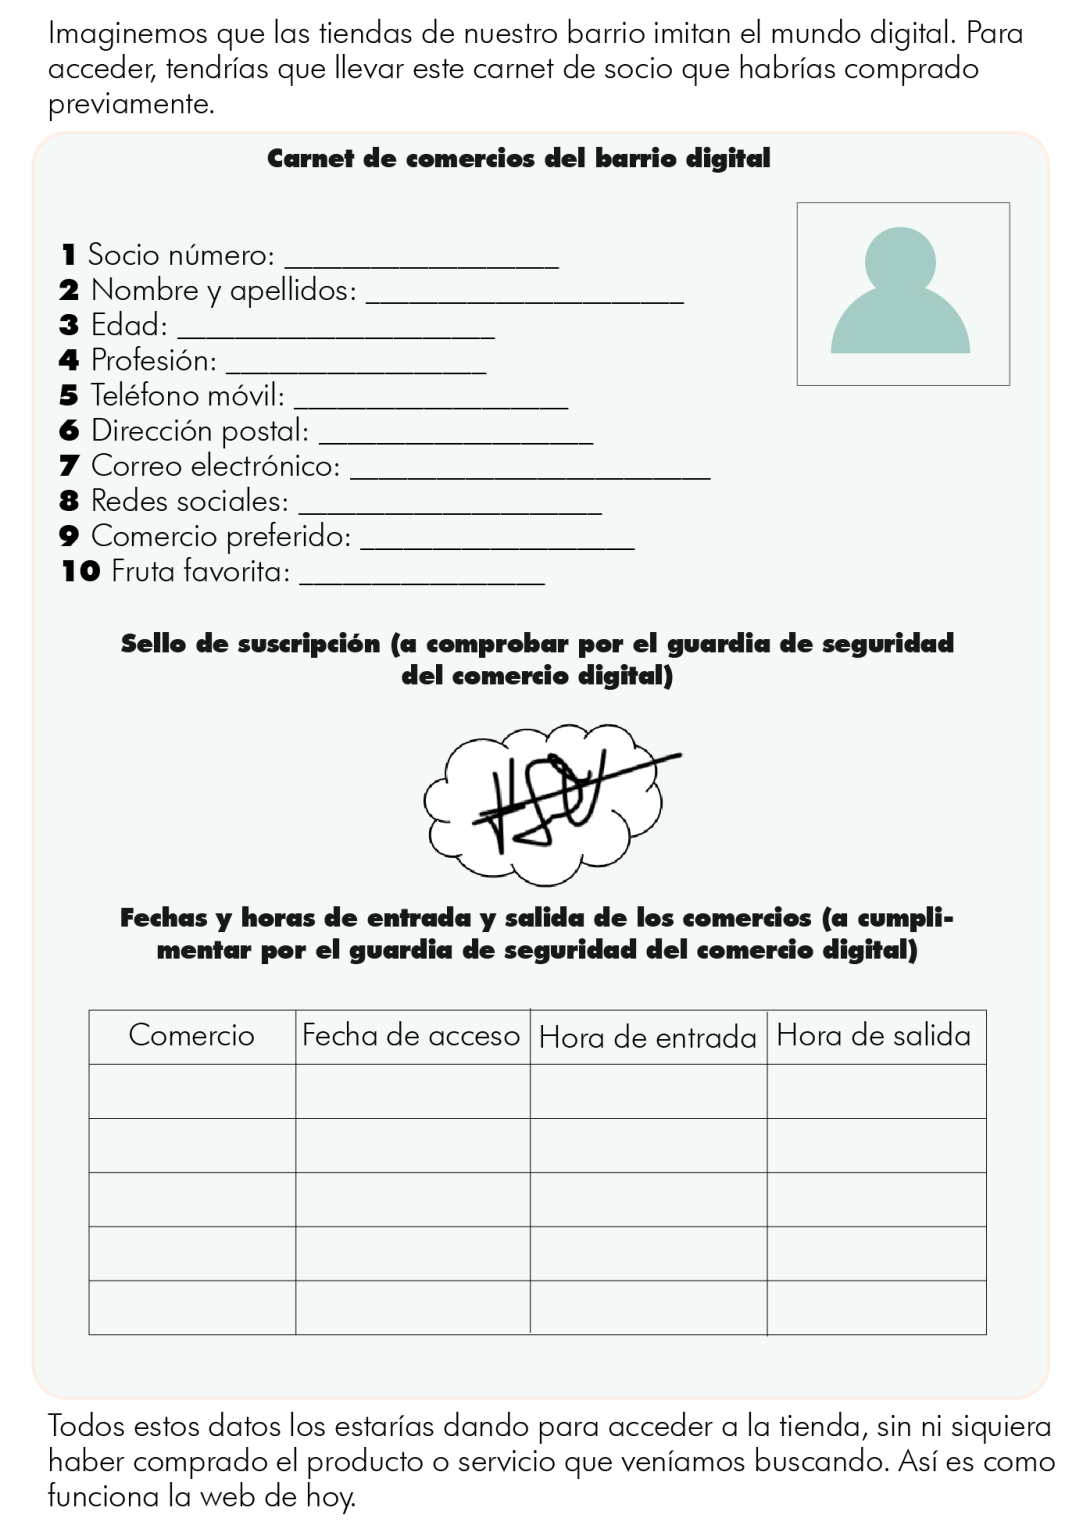 Imaginemos que las tiendas de nuestro barrio imitan el mundo digital. Para
acceder, tendrías que llevar este carnet de socio que habrías comprado
previamente.
Carnet de comercios del barrio digital
1 Socio número: ___________________
2 Nombre y apellidos: ______________________
3 Edad: ______________________
4 Profesión: __________________
5 Teléfono móvil: ___________________
6 Dirección postal: ___________________
7 Correo electrónico: _________________________
8 Redes sociales: _____________________
9 Comercio preferido: ___________________
10 Fruta favorita: _________________
Sello de suscripción (a comprobar por el guardia de seguridad
del comercio digital)
Fechas y horas de entrada y salida de los comercios (a cumpli-
mentar por el guardia de seguridad del comercio digital)
Comercio Fecha de acceso Hora de entrada Hora de salida
Todos estos datos los estarías dando para acceder a la tienda, sin ni siquiera
haber comprado el producto o servicio que veníamos buscando. Así es como
funciona la web de hoy.